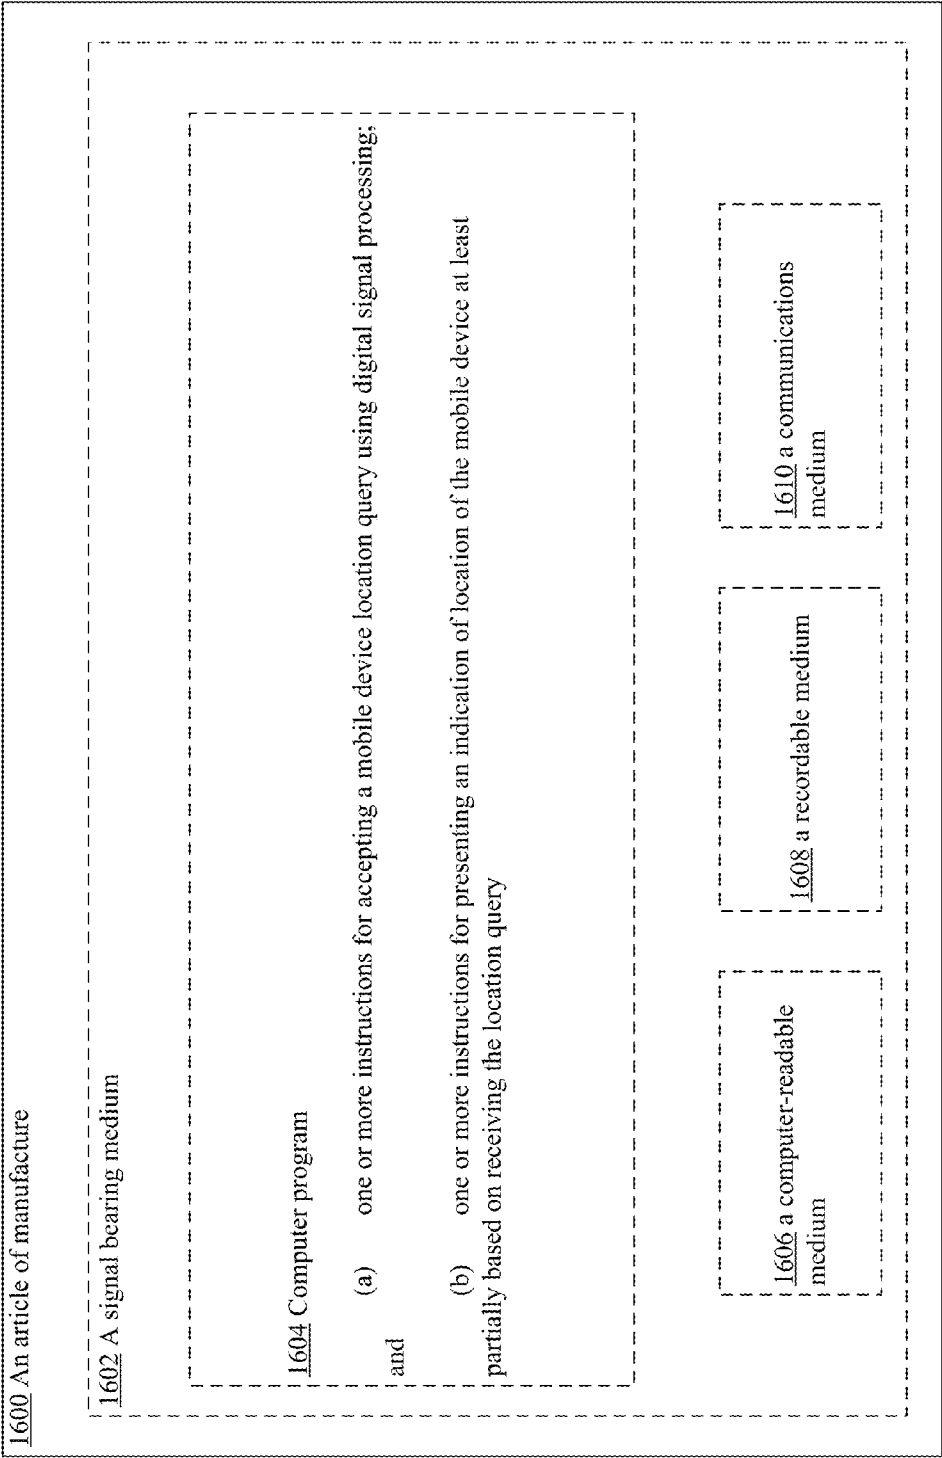 1600 An article of manufacture
1602 A signal bearing medium
1604 Computer program
(a) one or more instructions for accepting a mobile device location query using digital signal processing;
and
(b) one or more instructions for presenting an indication of location of the mobile device at least
partially based on receiving the location query
1606 a computer-readable
medium
1608 a recordable medium
1610 a communications
medium